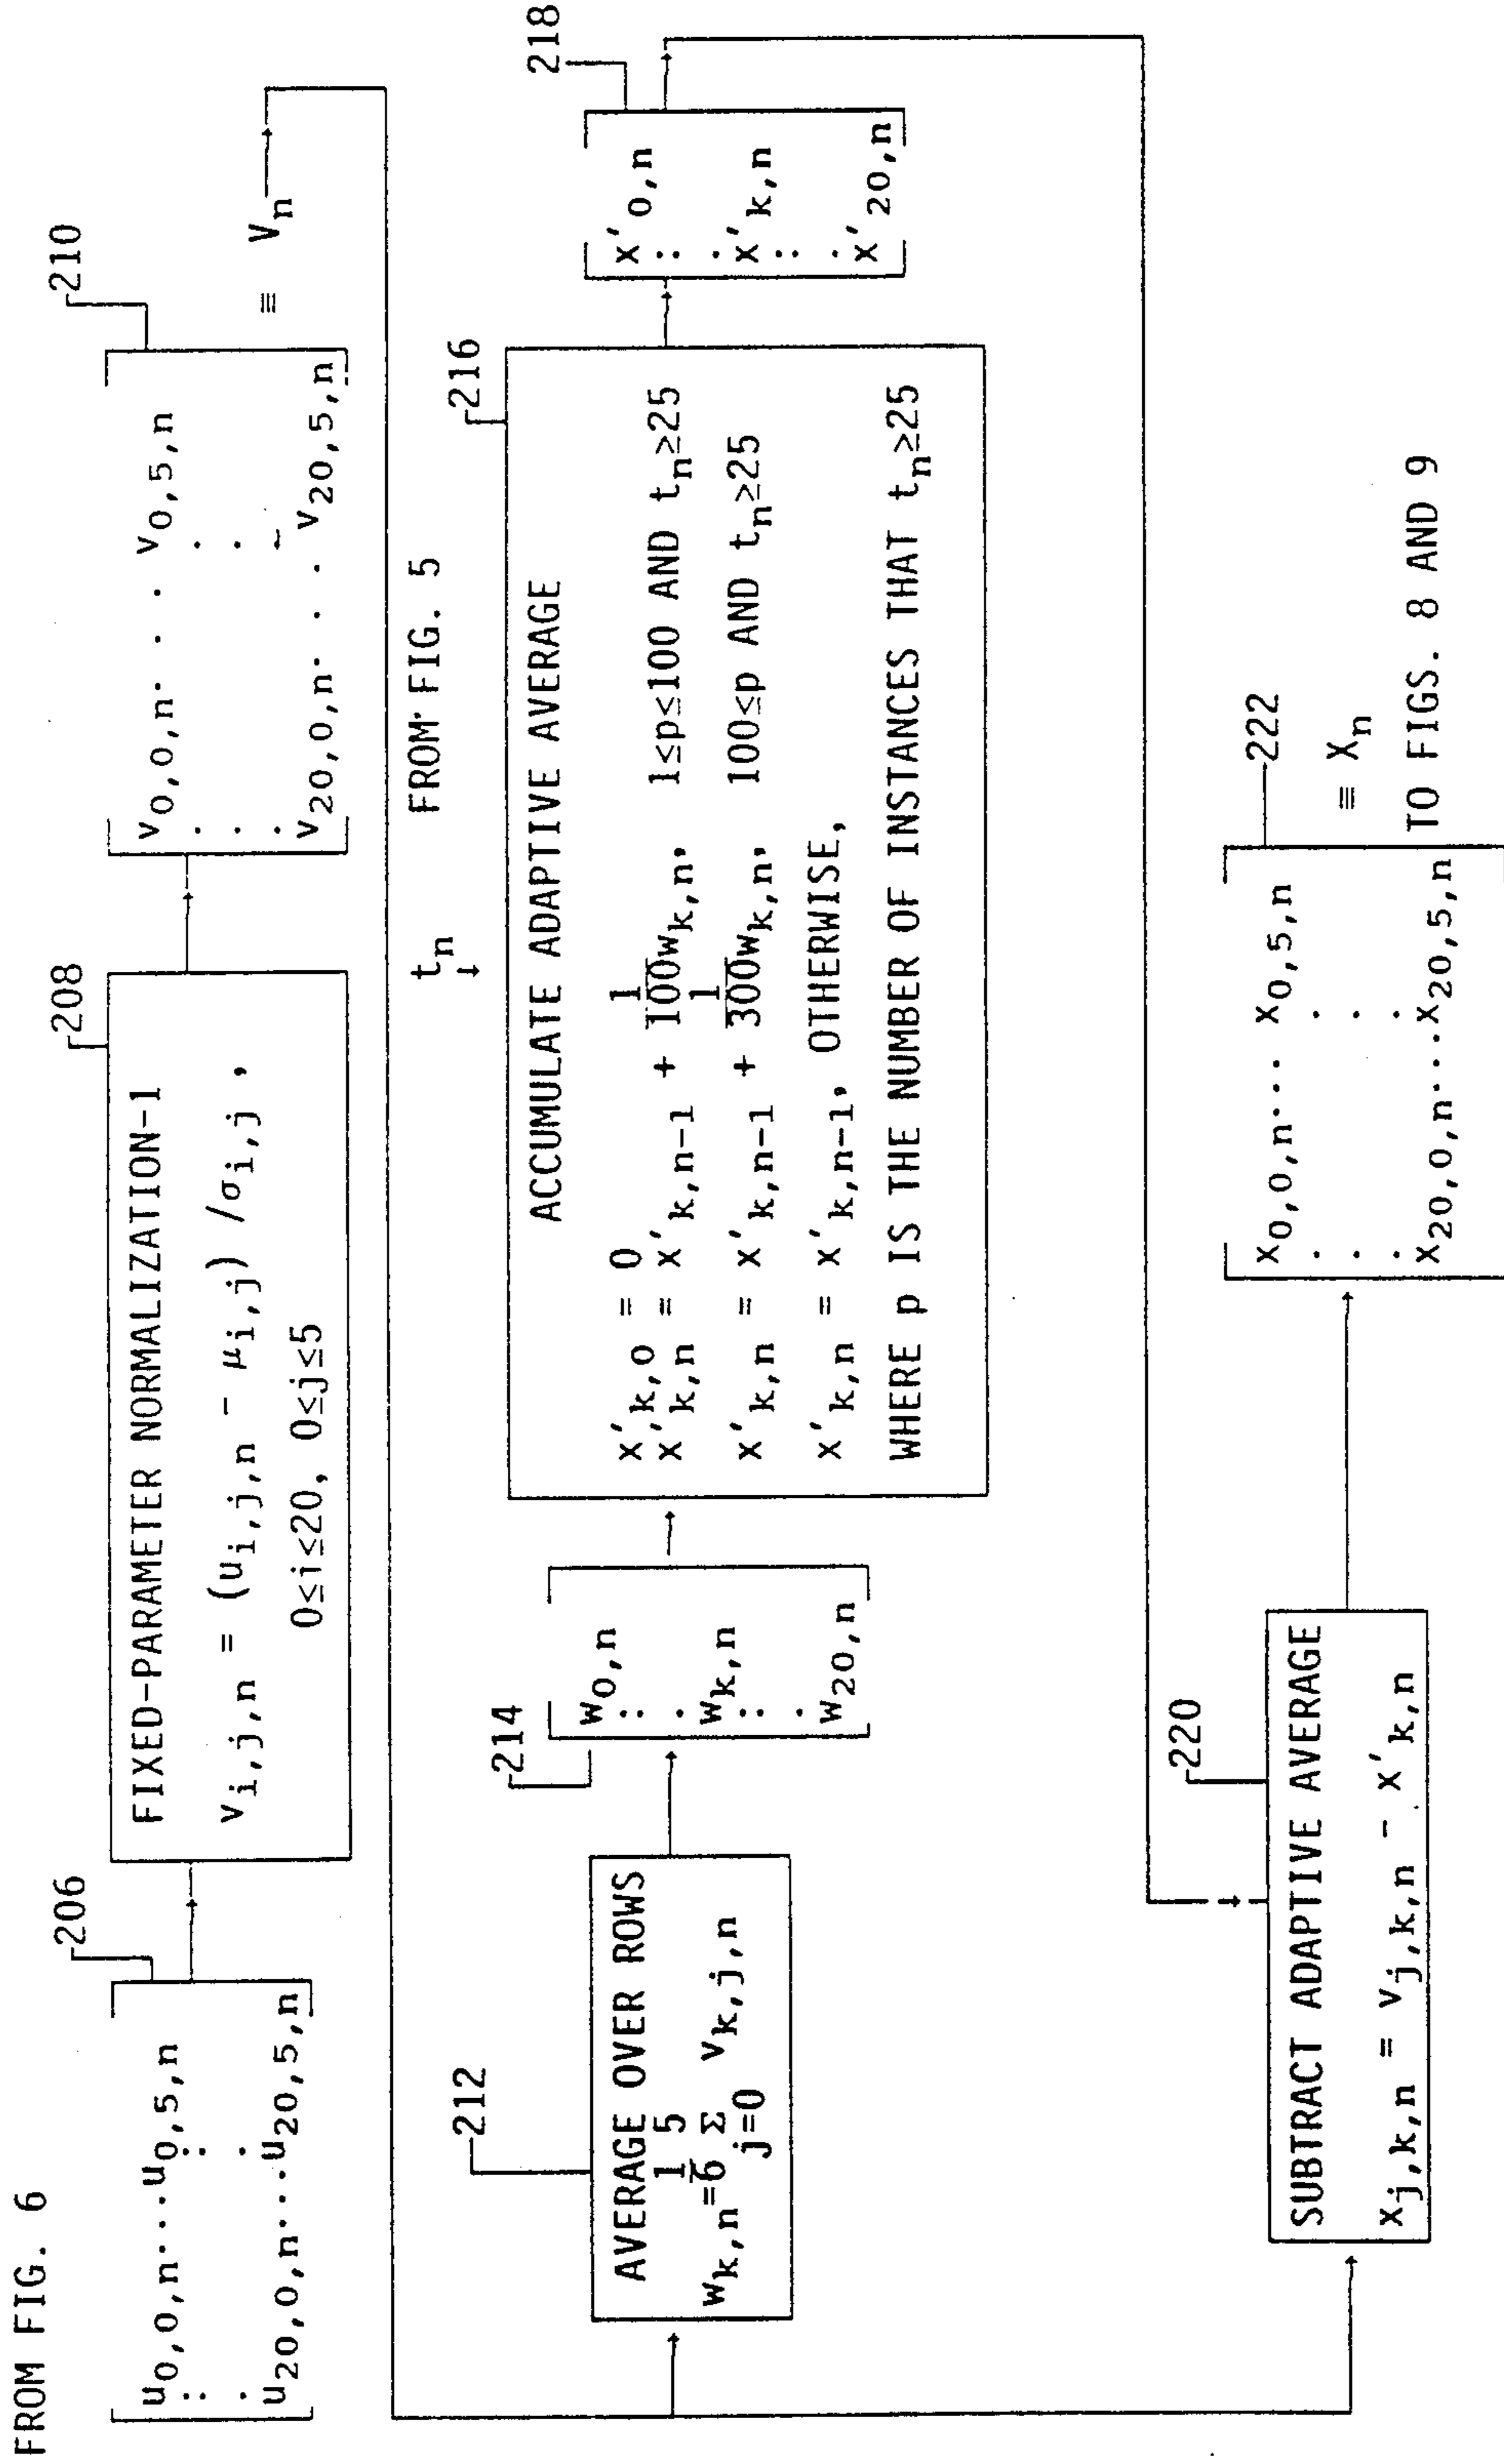 FROM FIG. 6
206
u0,0,n···u0,5,n
: :
. .
u20,0,n···u20,5,n
208
FIXED-PARAMETER NORMALIZATION-1
vi,j,n = (ui,j,n - μi,j) /σi,j ,
0≤i≤20, 0≤j≤5
210
v0,0,n· · · v0,5,n
. .
. .
. .
v20,0,n· · · v20,5,n
≡ Vn
212
AVERAGE OVER ROWS
1 5
wk,n=6 Σ vk,j,n
j=0
214
w0,n
:
.
wk,n
:
.
w20,n
tn FROM FIG. 5
216
ACCUMULATE ADAPTIVE AVERAGE
x'k,0 = 0
x'k,n = x'k,n-1 + 1/100wk,n, 1≤p≤100 AND tn≥25
x'k,n = x'k,n-1 + 1/300wk,n, 100≤p AND tn≥25
x'k,n = x'k,n-1, OTHERWISE,
WHERE p IS THE NUMBER OF INSTANCES THAT tn≥25
218
x'0,n
:
.
x'k,n
:
.
x'20,n
220
SUBTRACT ADAPTIVE AVERAGE
xj,k,n = vj,k,n - x'k,n
222
x0,0,n··· x0,5,n
. .
. .
. .
x20,0,n···x20,5,n
≡ Xn
TO FIGS. 8 AND 9